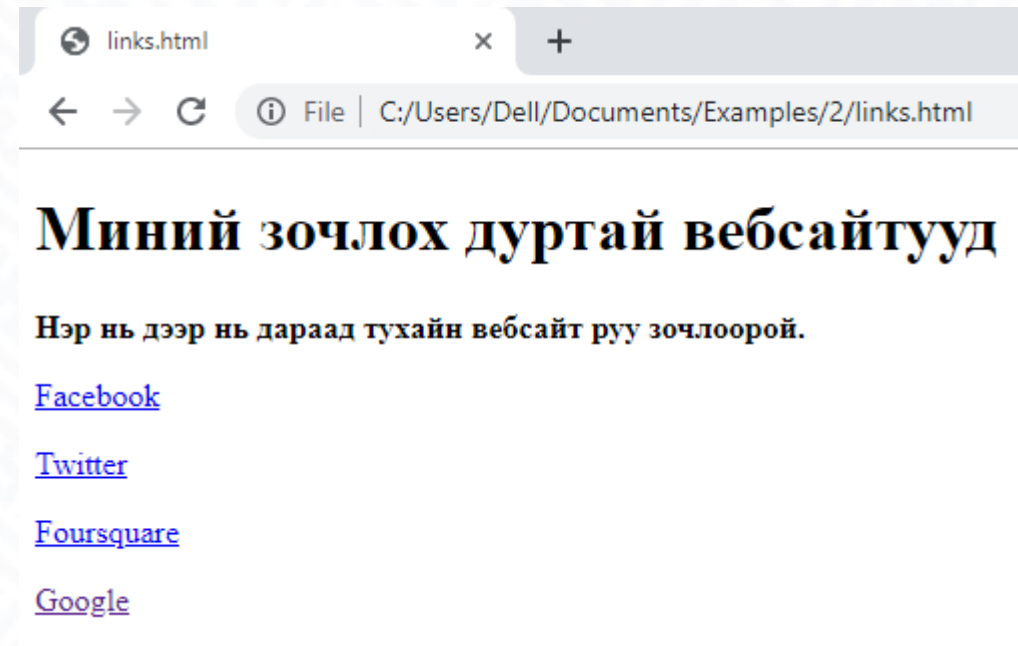 links.html
File
C:/Users/Dell/Documents/Examples/2/links.html
Миний зочлох дуртай вебсайтууд
Нэр нь дээр нь дараад тухайн вебсайт руу зочлоорой.
Facebook
Twitter
Foursquare
Google